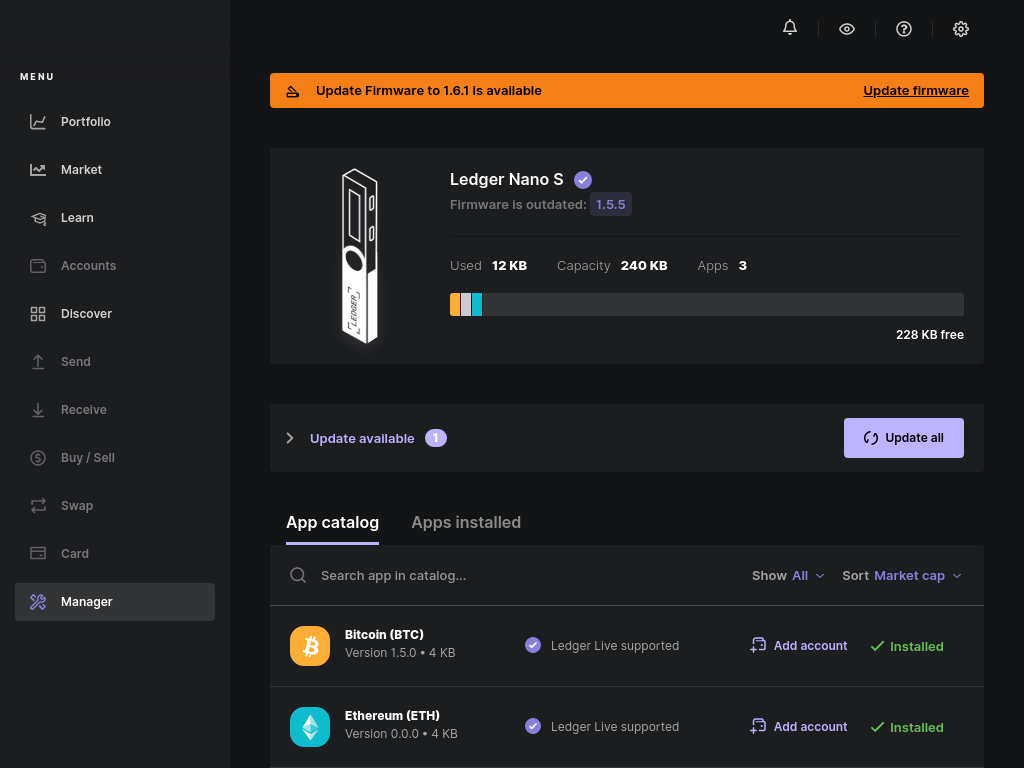 MENU
Portfolio
Market
Learn
Accounts
Discover
Send
Receive
Buy / Sell
Swap
Card
Manager
Update Firmware to 1.6.1 is available
Update firmware
LEDGER
Ledger Nano S
Firmware is outdated: 1.5.5
Used 12 KB Capacity 240 KB Apps 3
228 KB free
Update available 1
Update all
App catalog Apps installed
Search app in catalog...
Show All Sort Market cap
Bitcoin (BTC)
Version 1.5.0 • 4 KB
Ledger Live supported
Add account
Installed
Ethereum (ETH)
Version 0.0.0 • 4 KB
Ledger Live supported
Add account
Installed